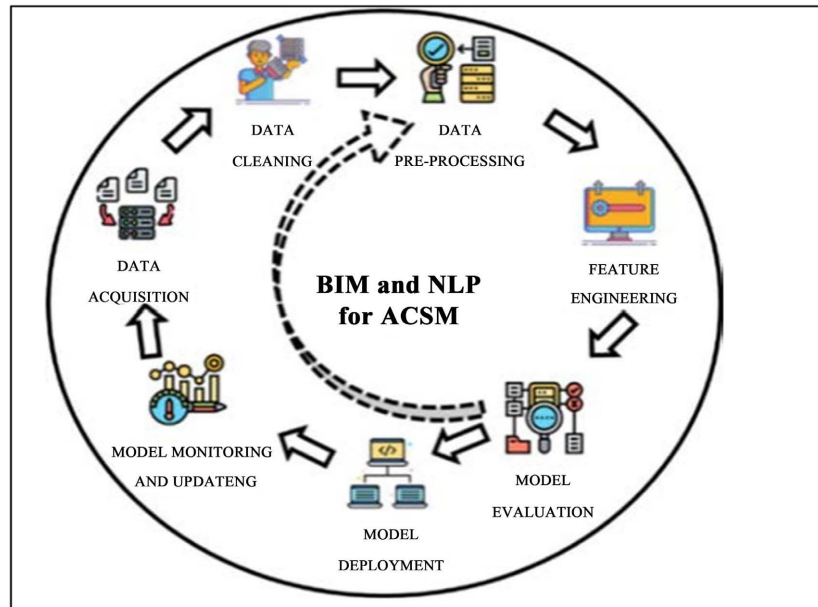 DATA
CLEANING
DATA
PRE-PROCESSING
FEATURE
ENGINEERING
MODEL
EVALUATION
MODEL
DEPLOYMENT
MODEL MONITORING
AND UPDATENG
DATA
ACQUISITION
BIM and NLP
for ACSM